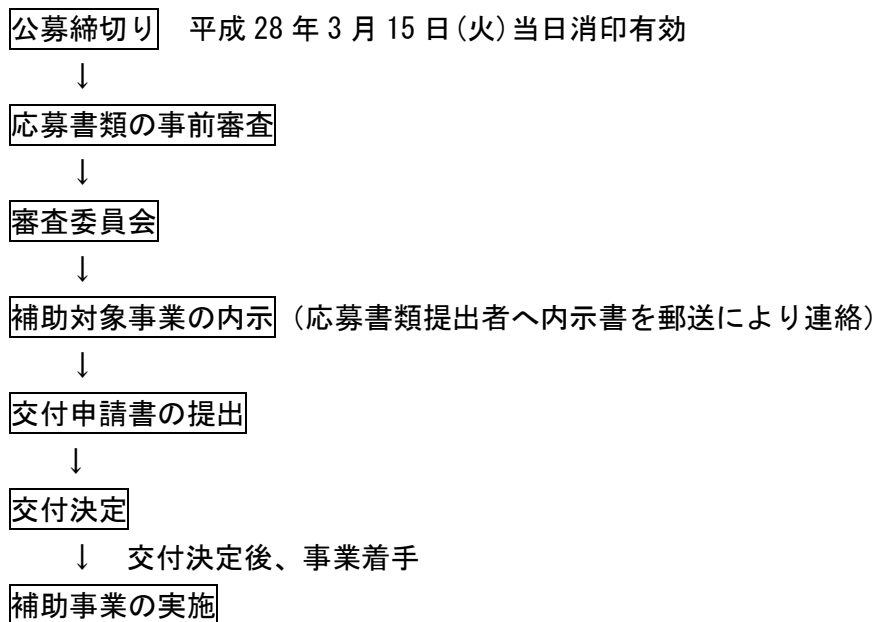 公募締切り 平成 28 年 3 月 15 日(火)当日消印有効
↓
応募書類の事前審査
↓
審査委員会
↓
補助対象事業の内示(応募書類提出者へ内示書を郵送により連絡)
↓
交付申請書の提出
↓
交付決定
↓ 交付決定後、事業着手
補助事業の実施